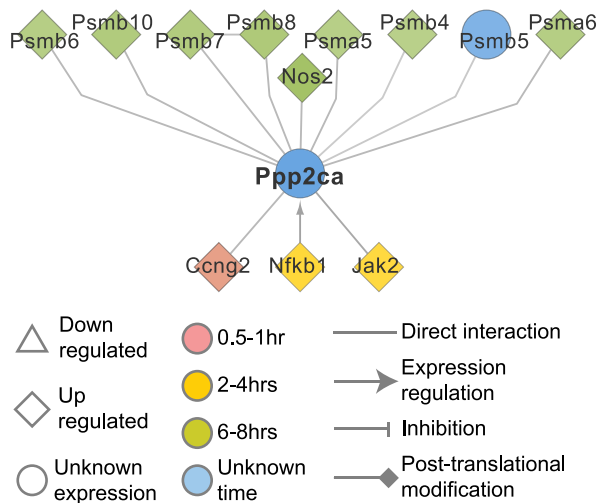 Psmb6
Psmb10
Psmb7
Psmb8
Psma5
Psmb4
Psmb5
Psma6
Nos2
Ppp2ca
Ccng2
Nfkb1
Jak2
Down
regulated
Up
regulated
Unknown
expression
0.5-1hr
2-4hrs
6-8hrs
Unknown
time
Direct interaction
Expression
regulation
Inhibition
Post-translational
modification